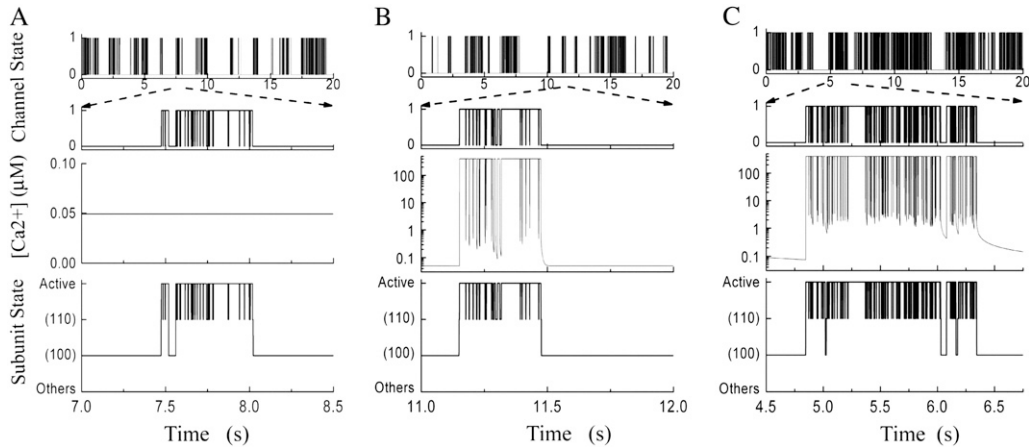 A
B
C
Channel State
1
0
0 5 10 15 20
1
0
0 5 10 15 20
1
0
0 5 10 15 20
Channel State
1
0
1
0
1
0
[Ca2+] (μM)
0.10
0.05
0.00
100
10
1
0.1
100
10
1
0.1
Subunit State
Active
(110)
(100)
Others
Active
(110)
(100)
Others
Active
(110)
(100)
Others
7.0 7.5 8.0 8.5
11.0 11.5 12.0
4.5 5.0 5.5 6.0 6.5
Time (s)
Time (s)
Time (s)